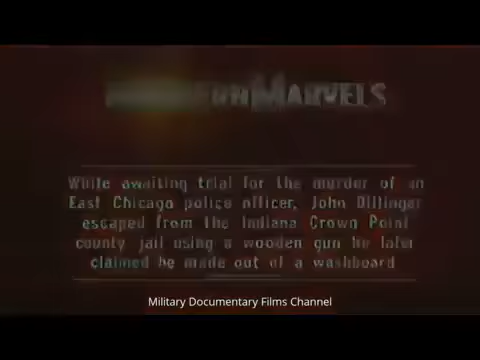 MODERN MARVELS
While awaiting trial for the murder of an
East Chicago police officer, John Dillinger
escaped from the Indiana Crown Point
county jail using a wooden gun he later
claimed he made out of a washboard
Military Documentary Films Channel